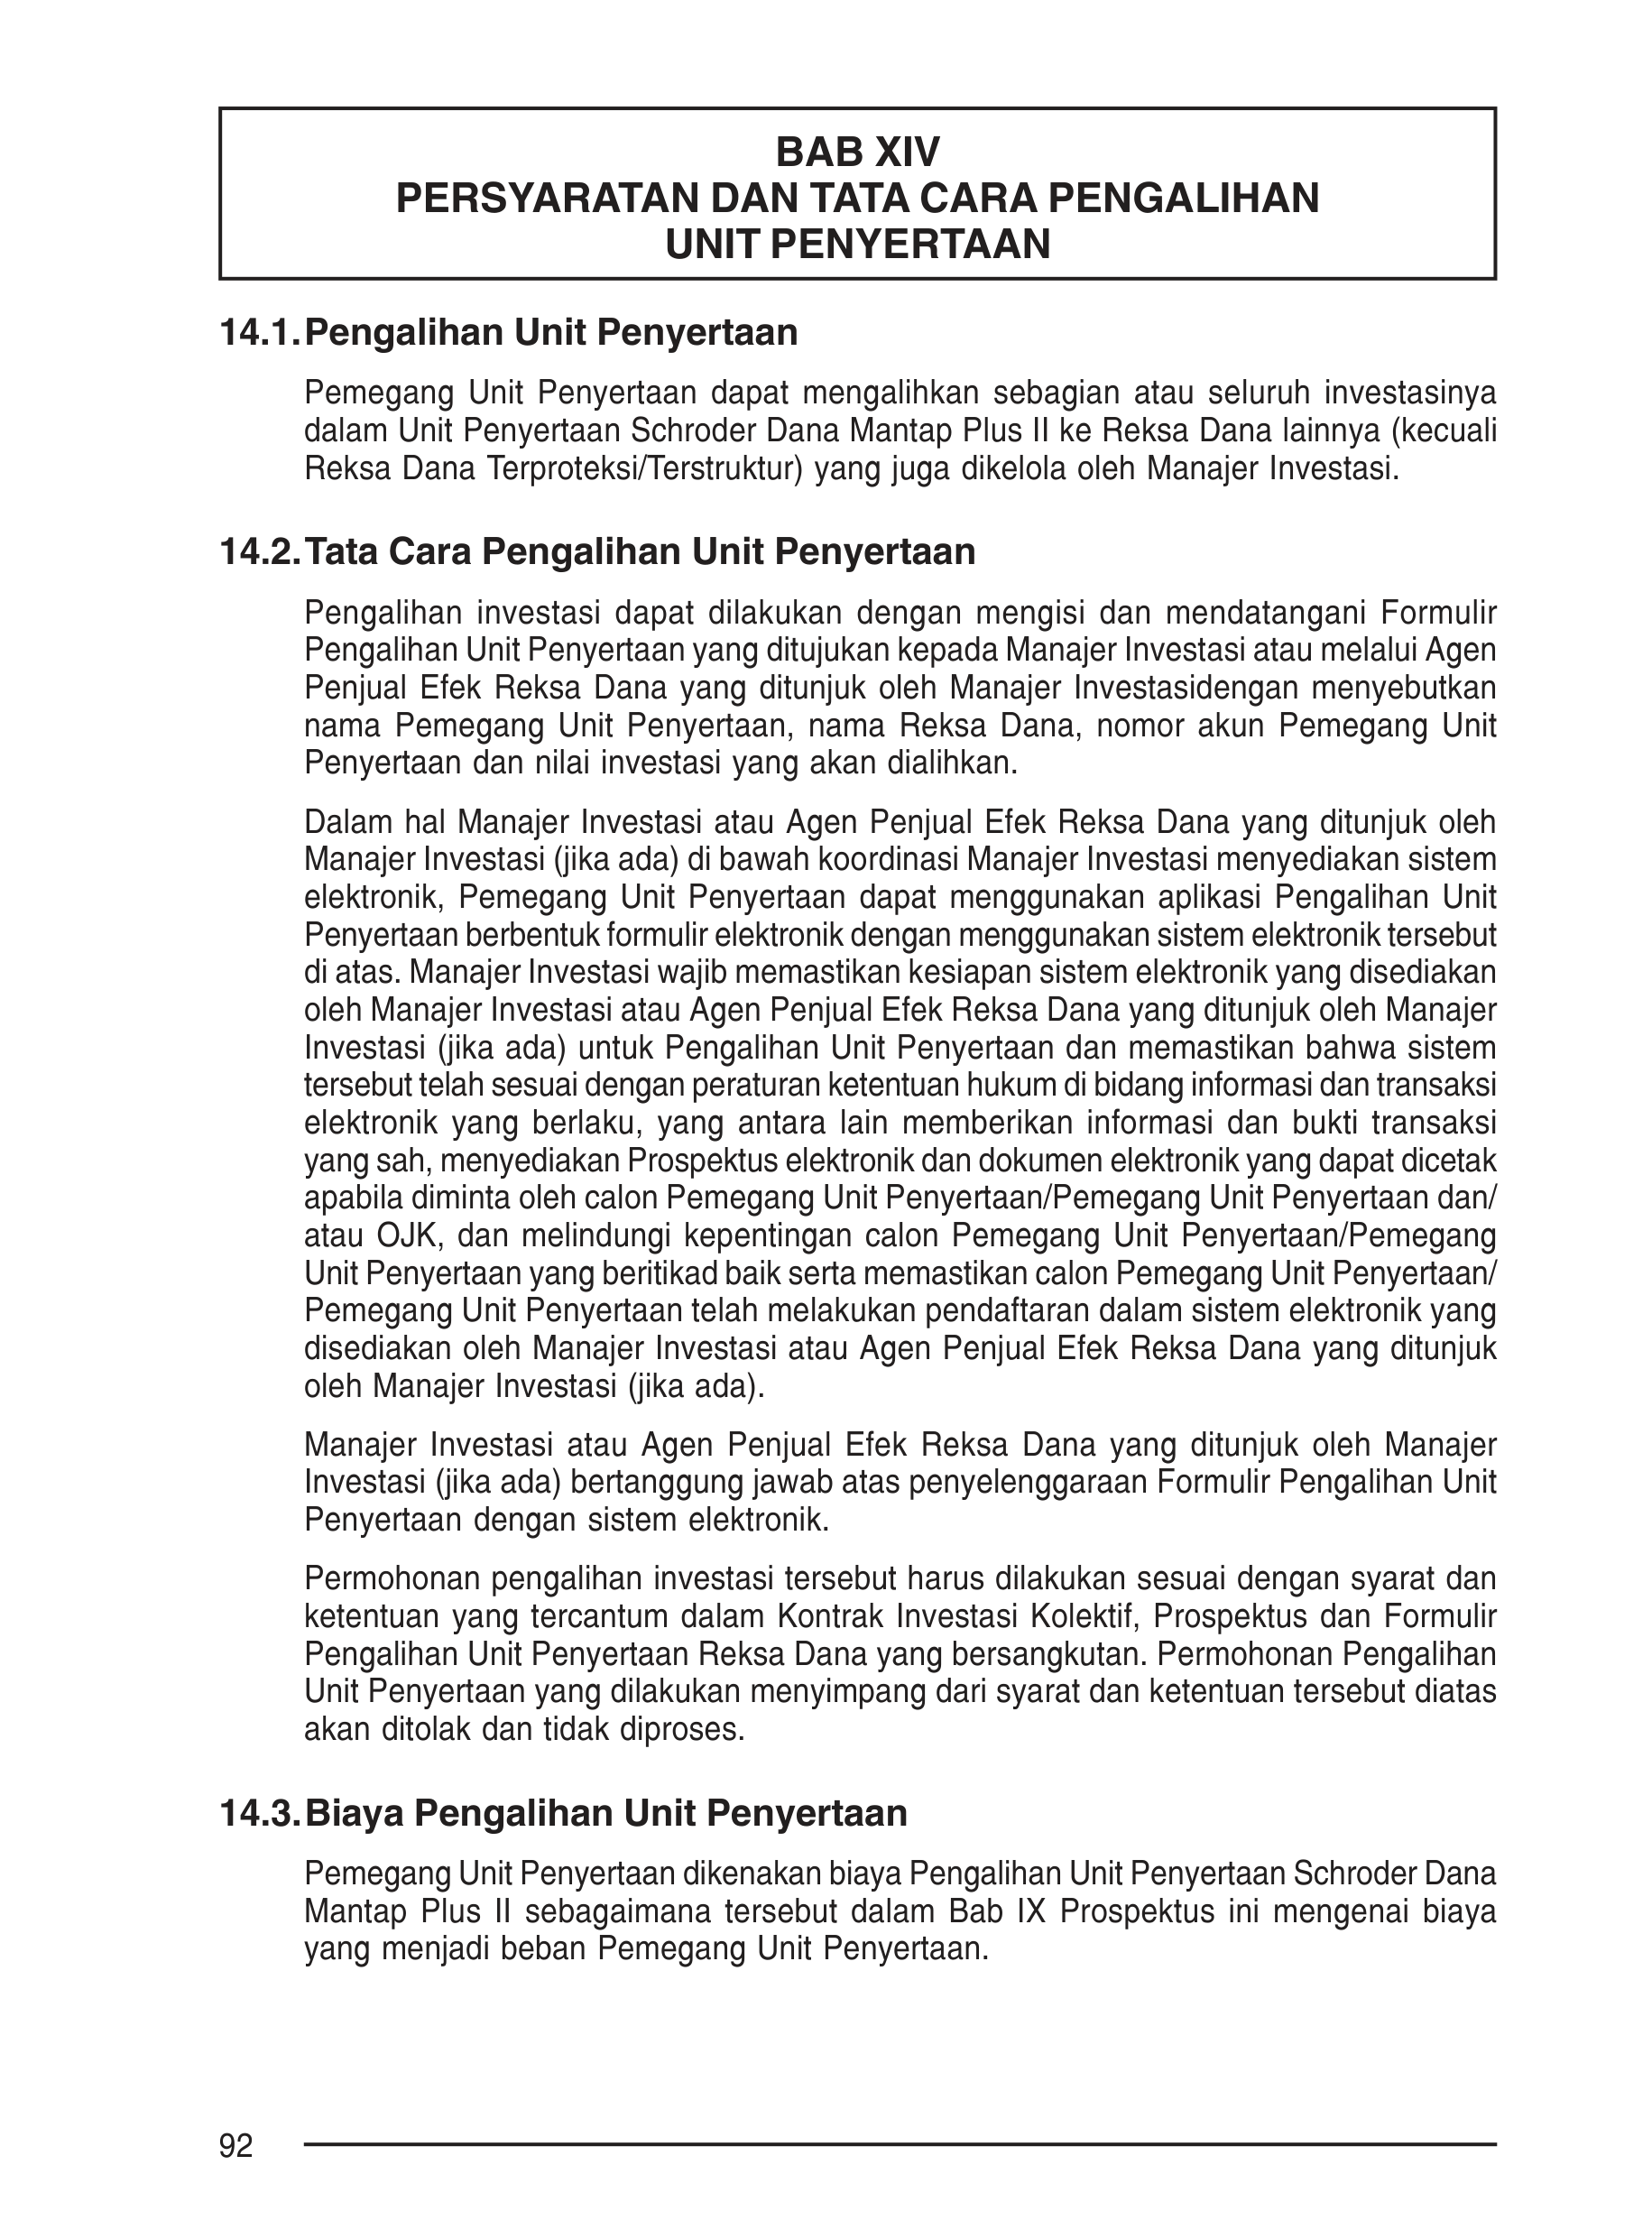 BAB XIV
PERSYARATAN DAN TATA CARA PENGALIHAN
UNIT PENYERTAAN
14.1. Pengalihan Unit Penyertaan
Pemegang Unit Penyertaan dapat mengalihkan sebagian atau seluruh investasinya
dalam Unit Penyertaan Schroder Dana Mantap Plus II ke Reksa Dana lainnya (kecuali
Reksa Dana Terproteksi/Terstruktur) yang juga dikelola oleh Manajer Investasi.
14.2. Tata Cara Pengalihan Unit Penyertaan
Pengalihan investasi dapat dilakukan dengan mengisi dan mendatangani Formulir
Pengalihan Unit Penyertaan yang ditujukan kepada Manajer Investasi atau melalui Agen
Penjual Efek Reksa Dana yang ditunjuk oleh Manajer Investasidengan menyebutkan
nama Pemegang Unit Penyertaan, nama Reksa Dana, nomor akun Pemegang Unit
Penyertaan dan nilai investasi yang akan dialihkan.
Dalam hal Manajer Investasi atau Agen Penjual Efek Reksa Dana yang ditunjuk oleh
Manajer Investasi (jika ada) di bawah koordinasi Manajer Investasi menyediakan sistem
elektronik, Pemegang Unit Penyertaan dapat menggunakan aplikasi Pengalihan Unit
Penyertaan berbentuk formulir elektronik dengan menggunakan sistem elektronik tersebut
di atas. Manajer Investasi wajib memastikan kesiapan sistem elektronik yang disediakan
oleh Manajer Investasi atau Agen Penjual Efek Reksa Dana yang ditunjuk oleh Manajer
Investasi (jika ada) untuk Pengalihan Unit Penyertaan dan memastikan bahwa sistem
tersebut telah sesuai dengan peraturan ketentuan hukum di bidang informasi dan transaksi
elektronik yang berlaku, yang antara lain memberikan informasi dan bukti transaksi
yang sah, menyediakan Prospektus elektronik dan dokumen elektronik yang dapat dicetak
apabila diminta oleh calon Pemegang Unit Penyertaan/Pemegang Unit Penyertaan dan/
atau OJK, dan melindungi kepentingan calon Pemegang Unit Penyertaan/Pemegang
Unit Penyertaan yang beritikad baik serta memastikan calon Pemegang Unit Penyertaan/
Pemegang Unit Penyertaan telah melakukan pendaftaran dalam sistem elektronik yang
disediakan oleh Manajer Investasi atau Agen Penjual Efek Reksa Dana yang ditunjuk
oleh Manajer Investasi (jika ada).
Manajer Investasi atau Agen Penjual Efek Reksa Dana yang ditunjuk oleh Manajer
Investasi (jika ada) bertanggung jawab atas penyelenggaraan Formulir Pengalihan Unit
Penyertaan dengan sistem elektronik.
Permohonan pengalihan investasi tersebut harus dilakukan sesuai dengan syarat dan
ketentuan yang tercantum dalam Kontrak Investasi Kolektif, Prospektus dan Formulir
Pengalihan Unit Penyertaan Reksa Dana yang bersangkutan. Permohonan Pengalihan
Unit Penyertaan yang dilakukan menyimpang dari syarat dan ketentuan tersebut diatas
akan ditolak dan tidak diproses.
14.3. Biaya Pengalihan Unit Penyertaan
Pemegang Unit Penyertaan dikenakan biaya Pengalihan Unit Penyertaan Schroder Dana
Mantap Plus II sebagaimana tersebut dalam Bab IX Prospektus ini mengenai biaya
yang menjadi beban Pemegang Unit Penyertaan.
92